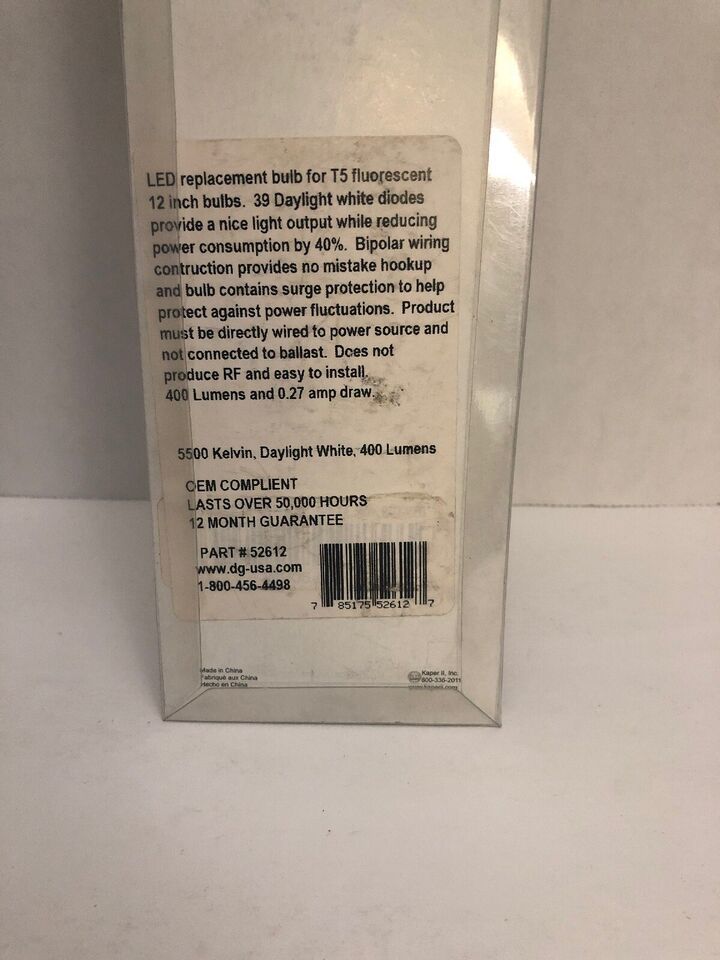 LED replacement bulb for T5 fluorescent
12 inch bulbs. 39 Daylight white diodes
provide a nice light output while reducing
power consumption by 40%. Bipolar wiring
contruction provides no mistake hookup
and bulb contains surge protection to help
protect against power fluctuations. Product
must be directly wired to power source and
not connected to ballast. Does not
produce RF and easy to install.
400 Lumens and 0.27 amp draw.
5500 Kelvin, Daylight White, 400 Lumens
OEM COMPLIENT
LASTS OVER 50,000 HOURS
12 MONTH GUARANTEE
PART # 52612
www.dg-usa.com
1-800-456-4498
7 85175 52612 7
Made in China
Fabriqué aux China
Hecho en China
Kaper II, Inc.
800-336-2011
www.kaperii.com